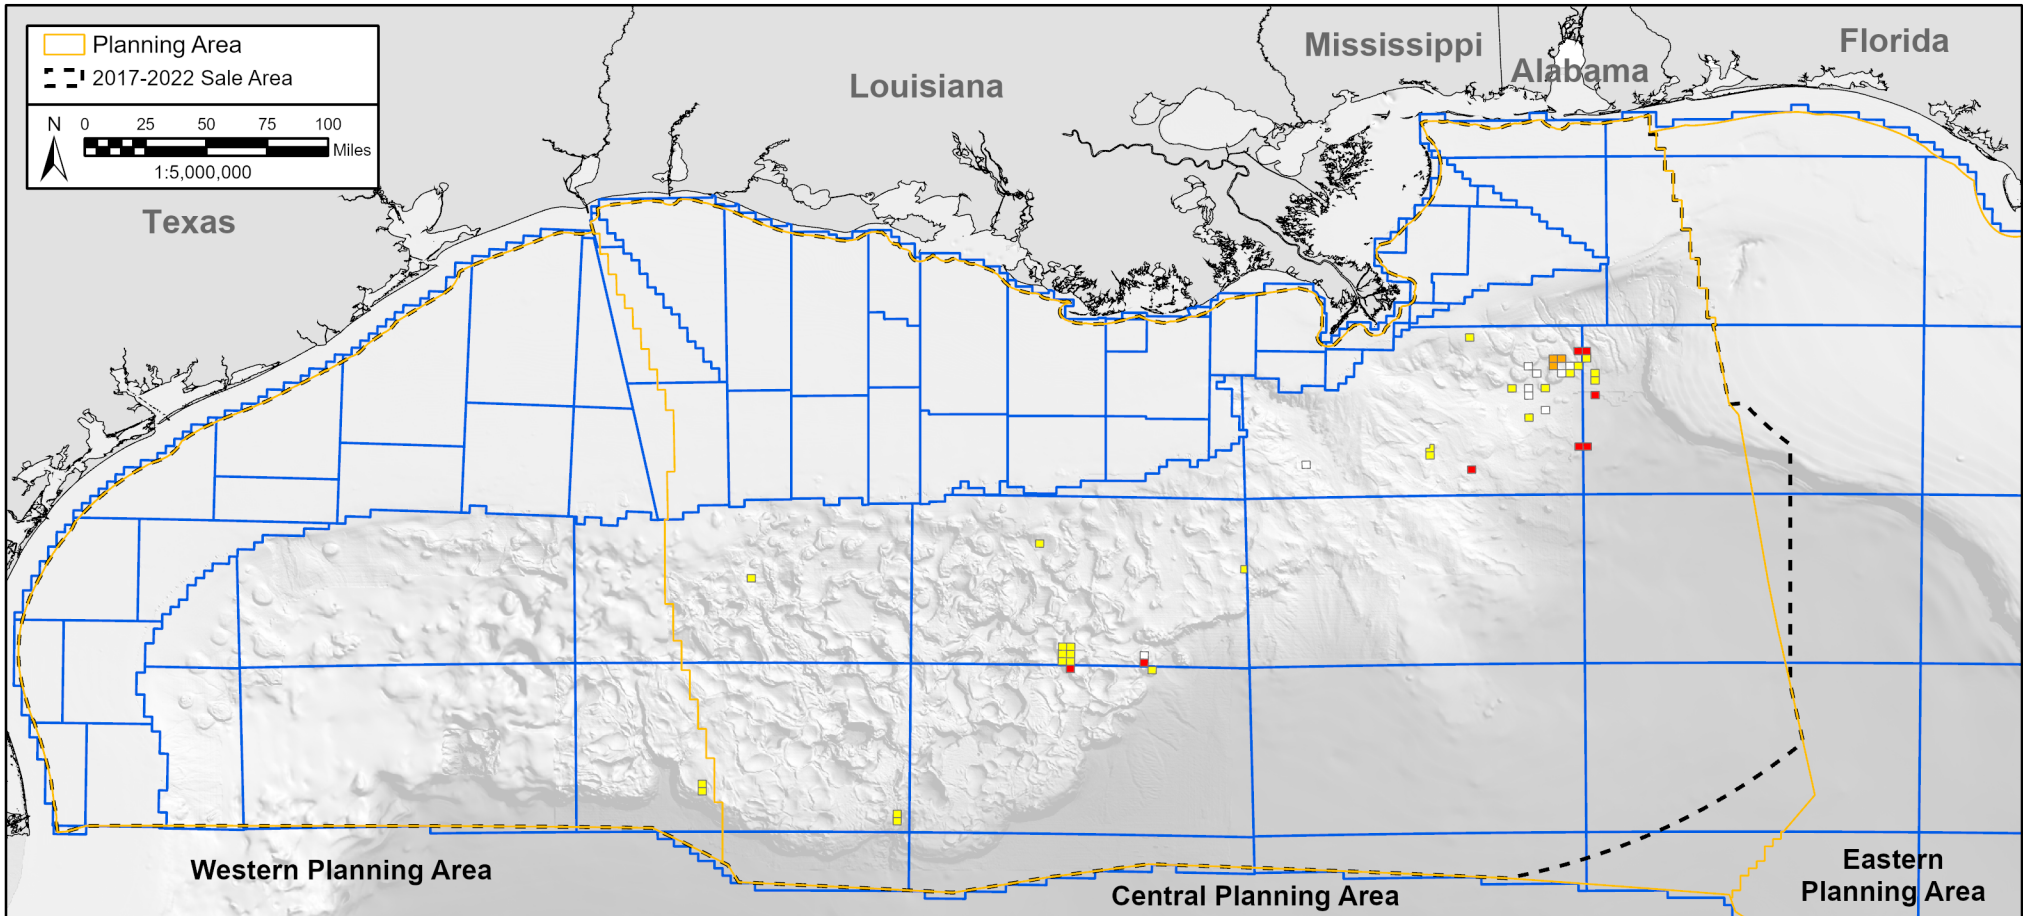 Planning Area
2017-2022 Sale Area
N
0 25 50 75 100
Miles
1:5,000,000
Texas
Louisiana
Mississippi
Alabama
Florida
Western Planning Area
Central Planning Area
Eastern
Planning Area